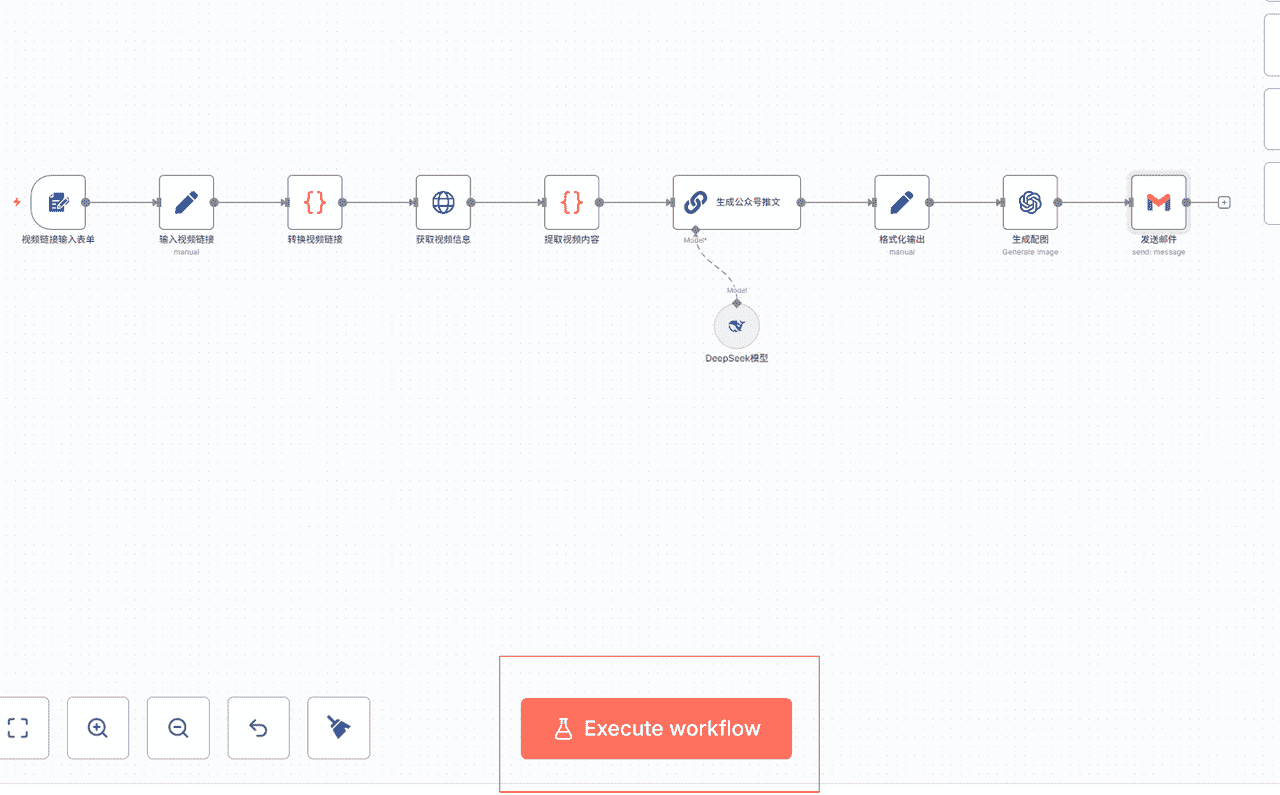 生成公众号推文
视频链接输入表单
输入视频链接
manual
转换视频链接
获取视频信息
提取视频内容
Model*
格式化输出
manual
生成配图
Generate Image
发送邮件
send: message
Model
DeepSeek模型
Execute workflow